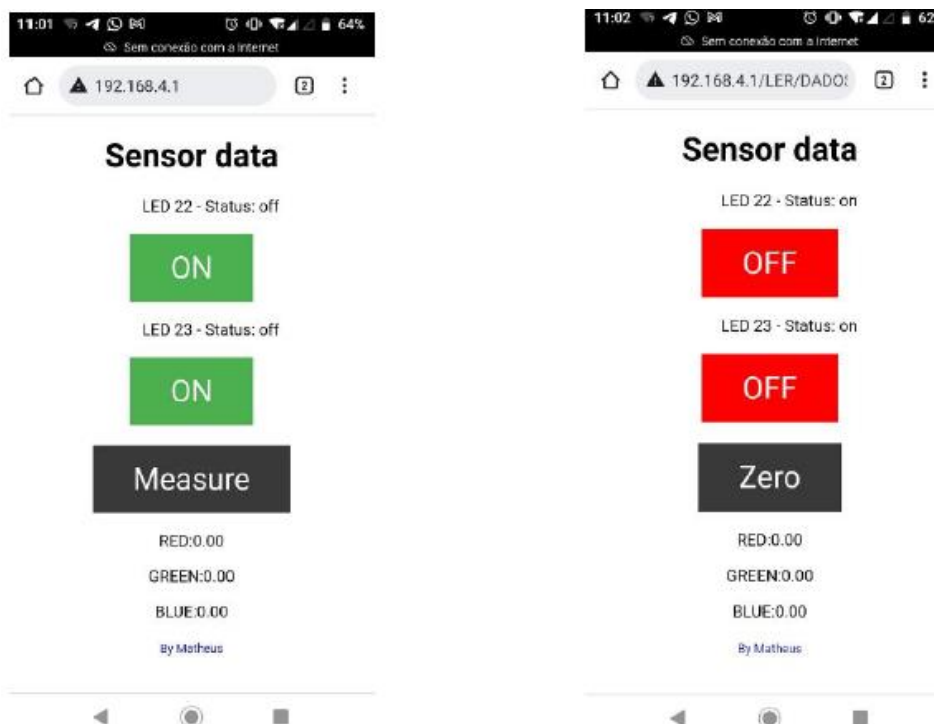 11:01 64%
Sem conexão com a internet
192.168.4.1 2
Sensor data
LED 22 - Status: off
ON
LED 23 - Status: off
ON
Measure
RED:0.00
GREEN:0.00
BLUE:0.00
By Matheus
11:02 62
Sem conexão com a internet
192.168.4.1/LER/DADOS 2
Sensor data
LED 22 - Status: on
OFF
LED 23 - Status: on
OFF
Zero
RED:0.00
GREEN:0.00
BLUE:0.00
By Matheus